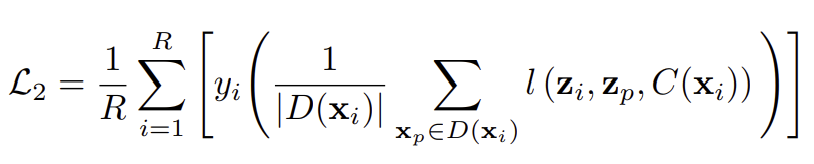 $\mathcal{L}_2 = \frac{1}{R} \sum_{i=1}^{R} \left[ y_i \left( \frac{1}{|D(\mathbf{x}_i)|} \sum_{\mathbf{x}_p \in D(\mathbf{x}_i)} l\left(\mathbf{z}_i, \mathbf{z}_p, C(\mathbf{x}_i)\right) \right) \right]$